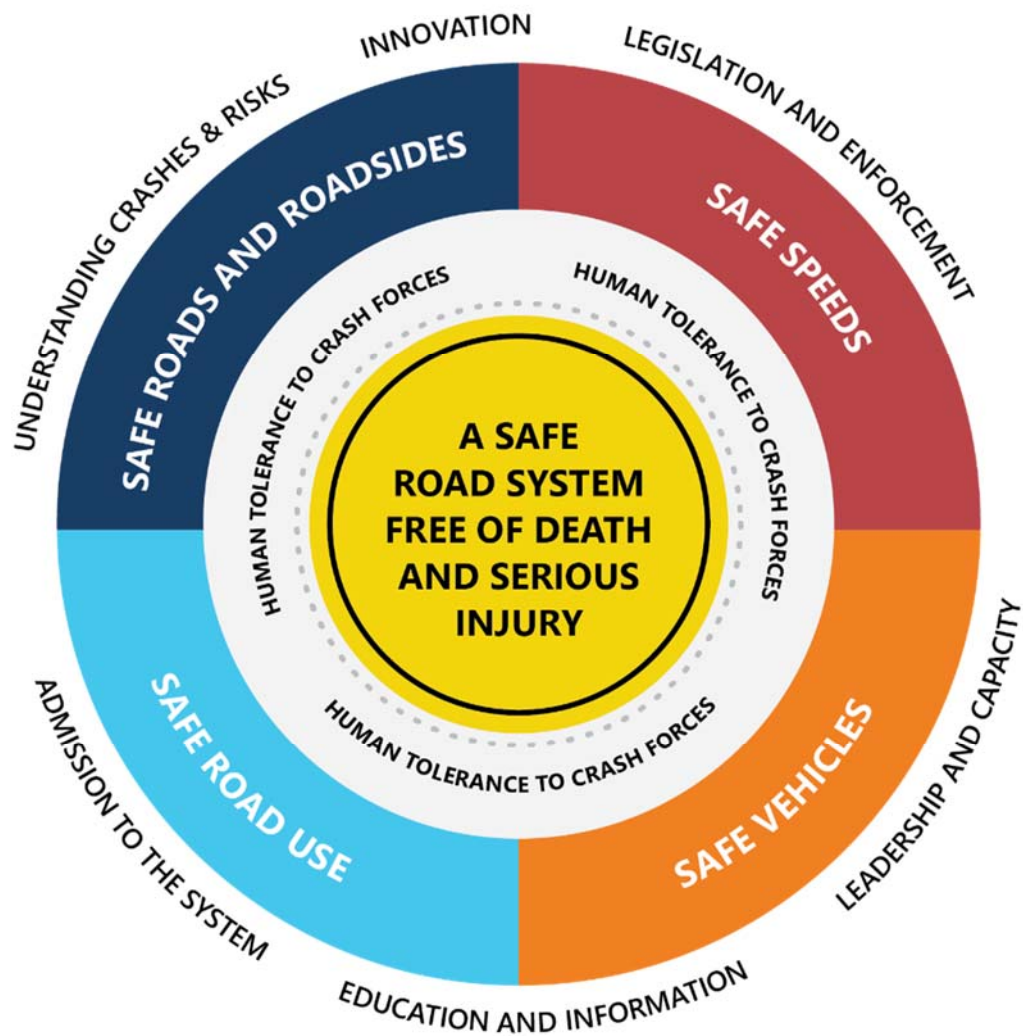 INNOVATION
LEGISLATION AND ENFORCEMENT
UNDERSTANDING CRASHES & RISKS
SAFE ROADS AND ROADSIDES
SAFE SPEEDS
HUMAN TOLERANCE TO CRASH FORCES
HUMAN TOLERANCE TO CRASH FORCES
A SAFE
ROAD SYSTEM
FREE OF DEATH
AND SERIOUS
INJURY
HUMAN TOLERANCE TO CRASH FORCES
SAFE ROAD USE
SAFE VEHICLES
ADMISSION TO THE SYSTEM
LEADERSHIP AND CAPACITY
EDUCATION AND INFORMATION